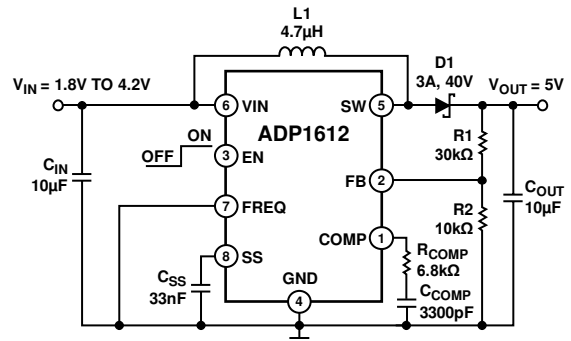 L1
4.7µH
D1
3A, 40V
V_IN = 1.8V TO 4.2V
V_OUT = 5V
6 VIN
SW 5
ADP1612
ON
OFF
3 EN
R1
30kΩ
C_IN
10µF
FB 2
C_OUT
10µF
7 FREQ
R2
10kΩ
COMP 1
8 SS
R_COMP
6.8kΩ
C_SS
33nF
GND
4
C_COMP
3300pF